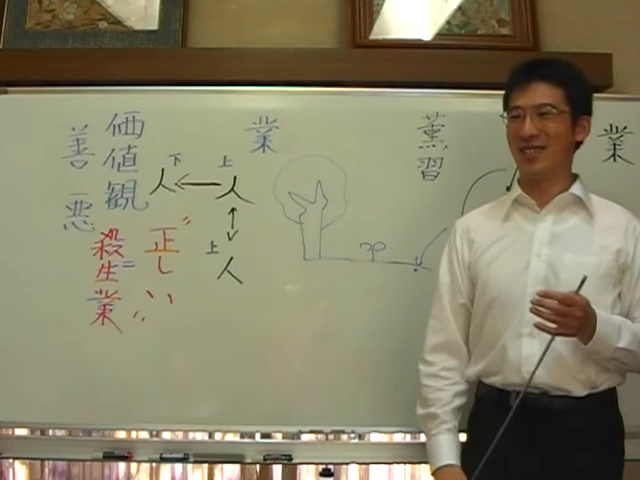 業
薫習
業
上
人
下
人
上
人
価値観
善 悪
正しい
殺生業